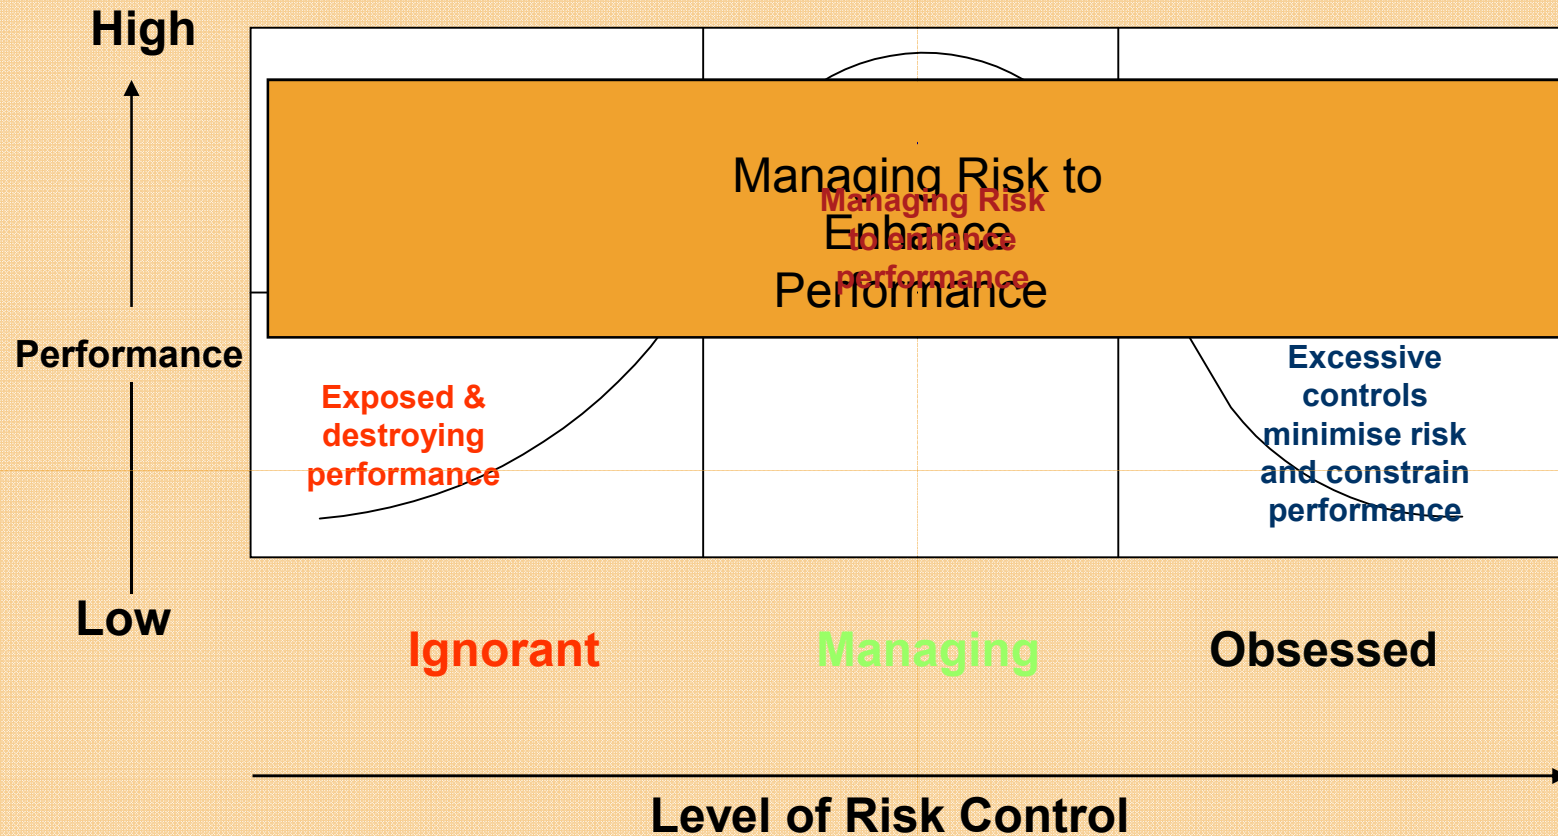 High
Managing Risk to
Enhance
Performance
Managing Risk
to enhance
performance
Performance
Exposed &
destroying
performance
Excessive
controls
minimise risk
and constrain
performance
Low
Ignorant
Managing
Obsessed
Level of Risk Control